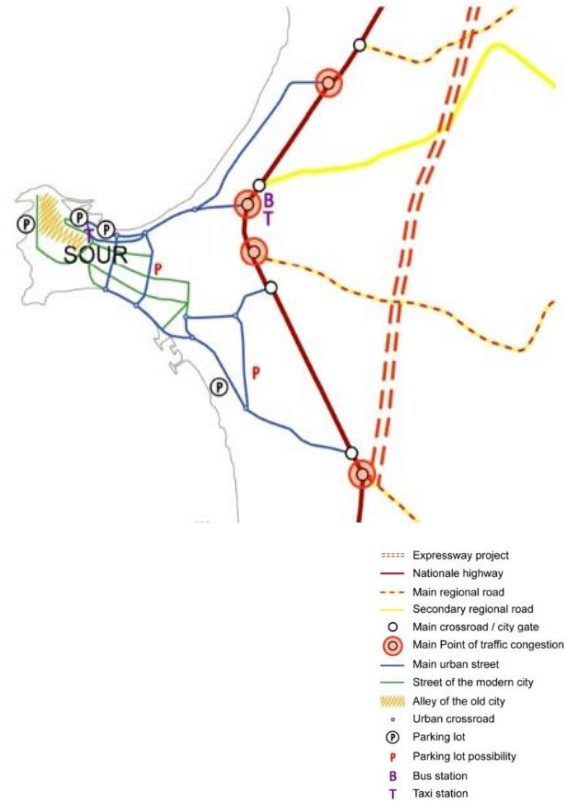 B
T
P
P
P
T
SOUR
P
P
P
Expressway project
Nationale highway
Main regional road
Secondary regional road
Main crossroad / city gate
Main Point of traffic congestion
Main urban street
Street of the modern city
Alley of the old city
Urban crossroad
P Parking lot
P Parking lot possibility
B Bus station
T Taxi station